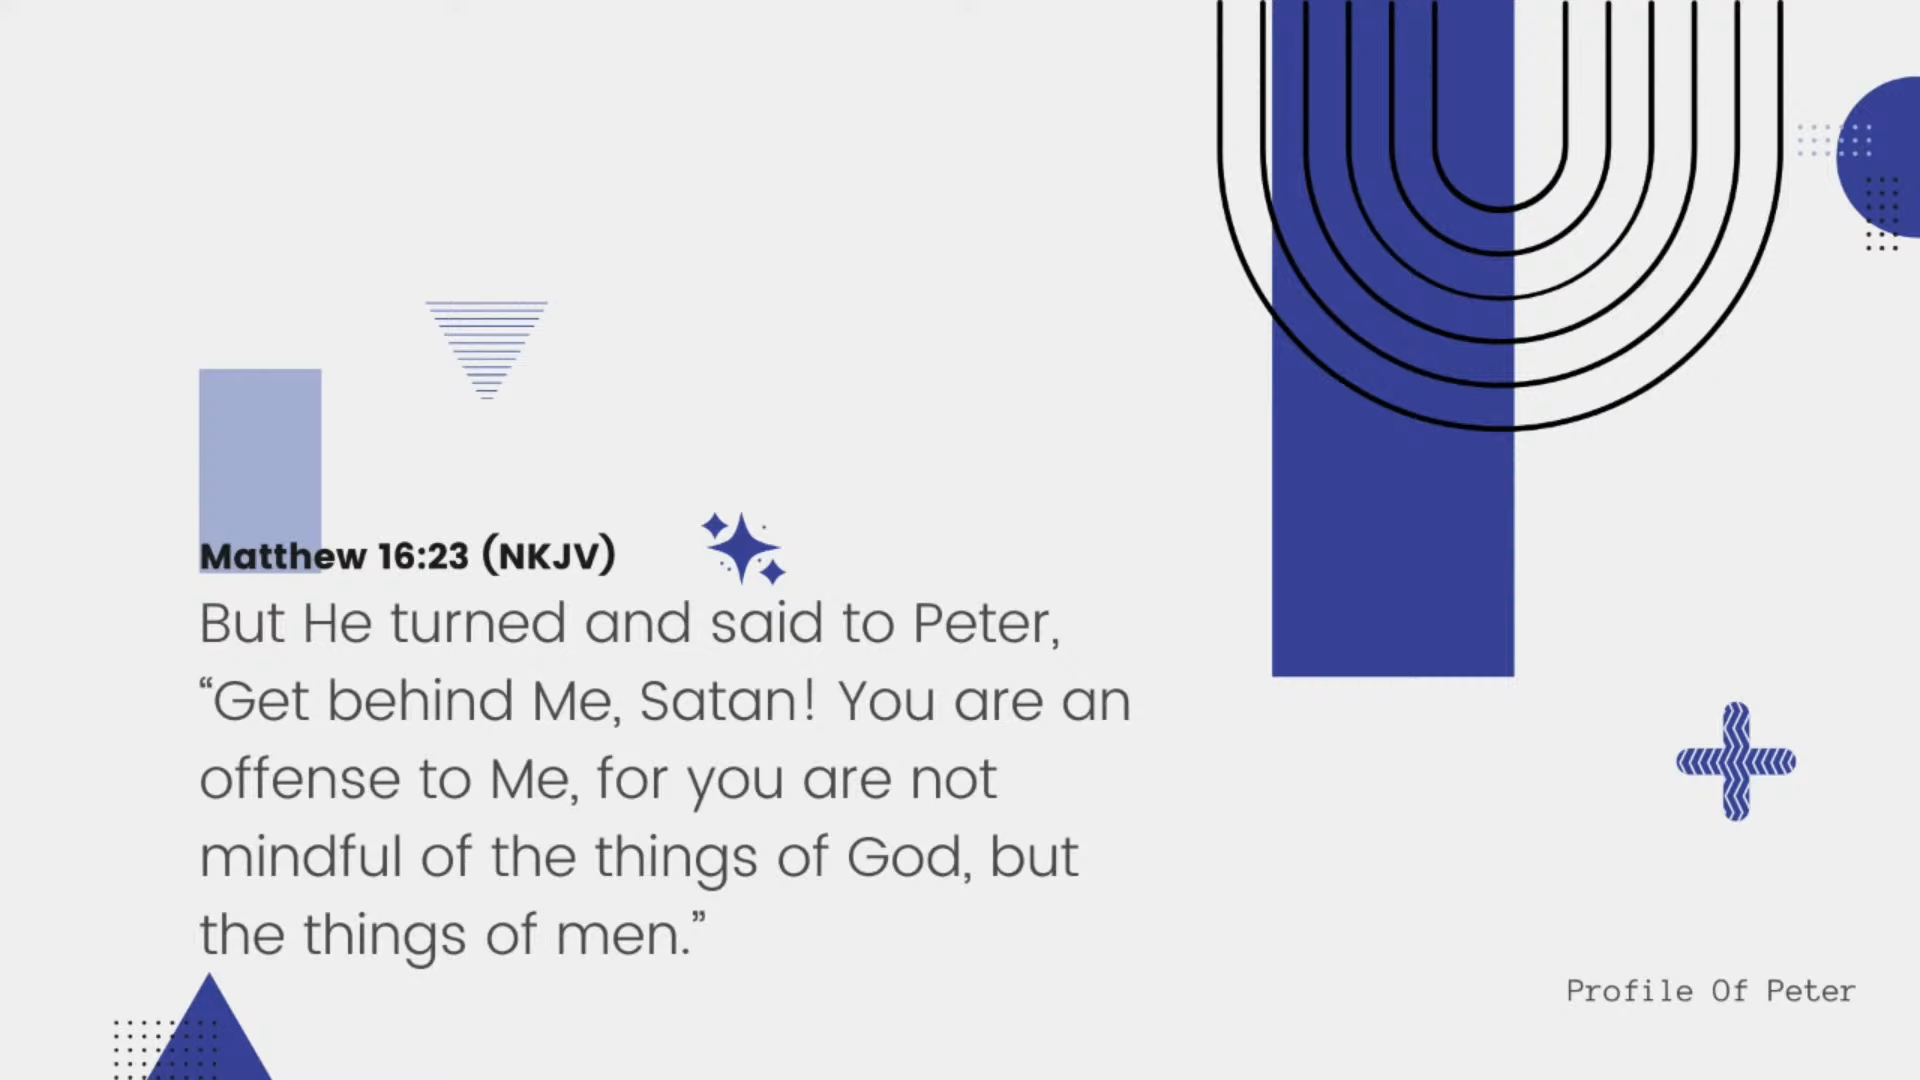 Matthew 16:23 (NKJV)
But He turned and said to Peter,
“Get behind Me, Satan! You are an
offense to Me, for you are not
mindful of the things of God, but
the things of men.”
Profile Of Peter